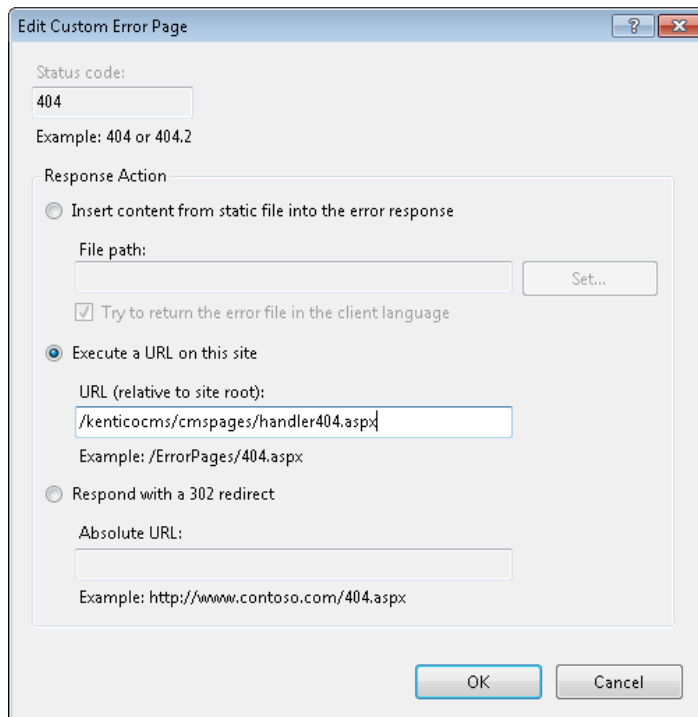 Edit Custom Error Page
Status code:
404
Example: 404 or 404.2
Response Action
Insert content from static file into the error response
File path:
Set...
Try to return the error file in the client language
Execute a URL on this site
URL (relative to site root):
/kenticocms/cmspages/handler404.aspx
Example: /ErrorPages/404.aspx
Respond with a 302 redirect
Absolute URL:
Example: http://www.contoso.com/404.aspx
OK
Cancel